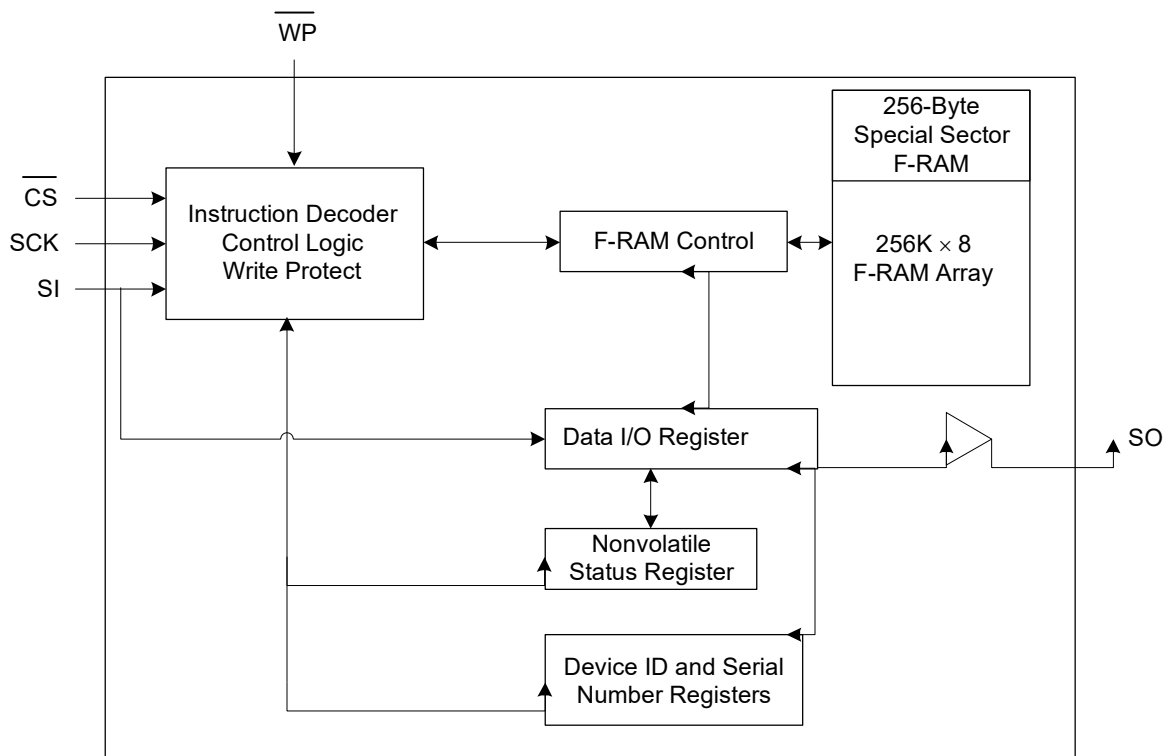 WP
256-Byte
Special Sector
F-RAM
CS
SCK
SI
Instruction Decoder
Control Logic
Write Protect
F-RAM Control
256K × 8
F-RAM Array
Data I/O Register
SO
Nonvolatile
Status Register
Device ID and Serial
Number Registers